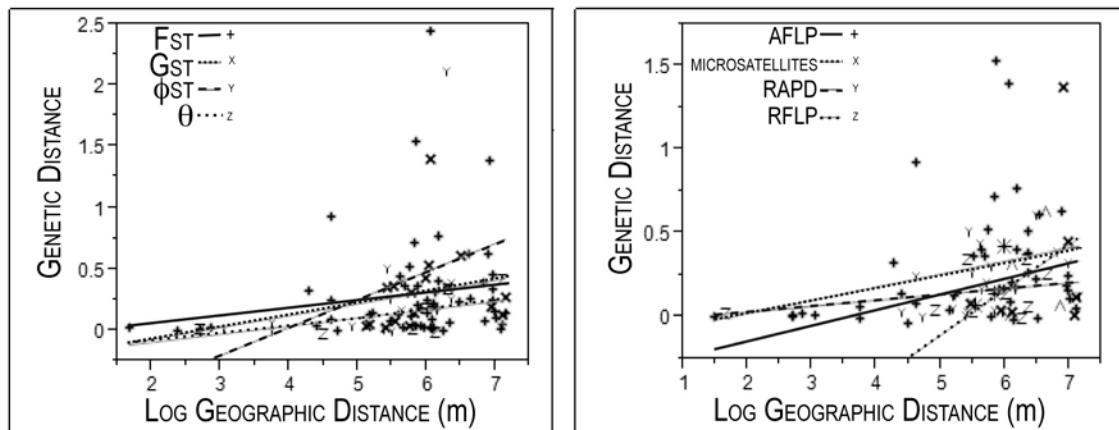 2.5
2
1.5
1
0.5
0
GENETIC DISTANCE
FST +
GST X
ϕST Y
θ Z
2 3 4 5 6 7
LOG GEOGRAPHIC DISTANCE (m)
1.5
1
0.5
0
GENETIC DISTANCE
AFLP +
MICROSATELLITES X
RAPD Y
RFLP Z
1 2 3 4 5 6 7
LOG GEOGRAPHIC DISTANCE (m)